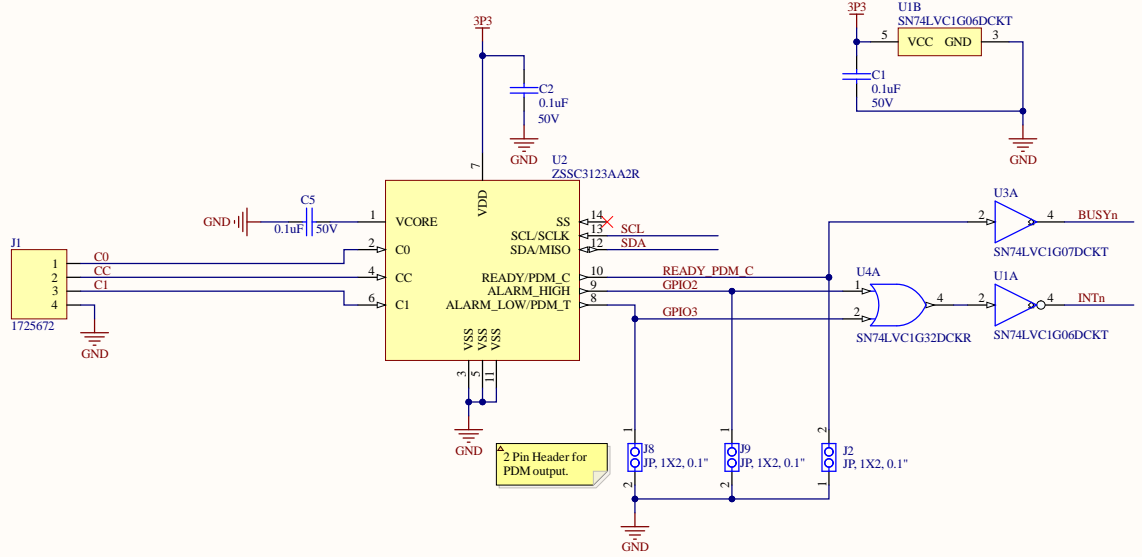 3P3
C2
0.1uF
50V
GND
3P3
U1B
SN74LVC1G06DCKT
5
VCC GND
3
C1
0.1uF
50V
GND
U2
ZSSC3123AA2R
7
VDD
GND
C5
0.1uF
50V
1
VCORE
2
C0
4
CC
6
C1
SS
14
SCL/SCLK
13
SCL
SDA/MISO
12
SDA
READY/PDM_C
10
READY_PDM_C
ALARM_HIGH
9
GPIO2
ALARM_LOW/PDM_T
8
GPIO3
VSS
VSS
VSS
3
5
11
GND
J1
1
2
3
4
1725672
C0
CC
C1
GND
U3A
2
4
BUSYn
SN74LVC1G07DCKT
U4A
1
2
4
SN74LVC1G32DCKR
U1A
2
4
INTn
SN74LVC1G06DCKT
2 Pin Header for
PDM output.
1
J8
JP, 1X2, 0.1"
2
1
J9
JP, 1X2, 0.1"
2
2
J2
JP, 1X2, 0.1"
1
GND